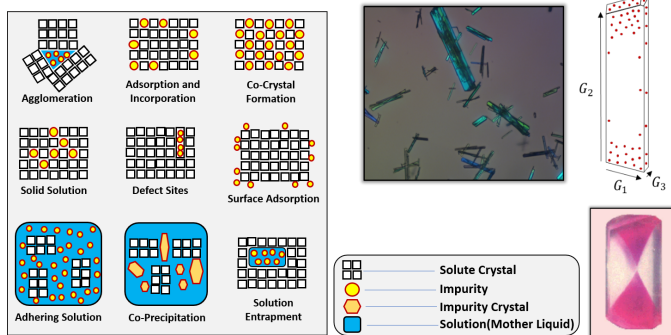 Agglomeration
Adsorption and
Incorporation
Co-Crystal
Formation
Solid Solution
Defect Sites
Surface Adsorption
Adhering Solution
Co-Precipitation
Solution
Entrapment
G₂
G₁
G₃
Solute Crystal
Impurity
Impurity Crystal
Solution(Mother Liquid)